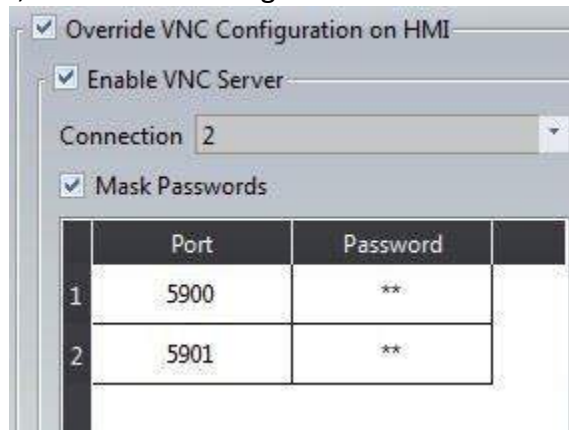 Override VNC Configuration on HMI
Enable VNC Server
Connection 2
Mask Passwords
Port Password
1 5900 **
2 5901 **